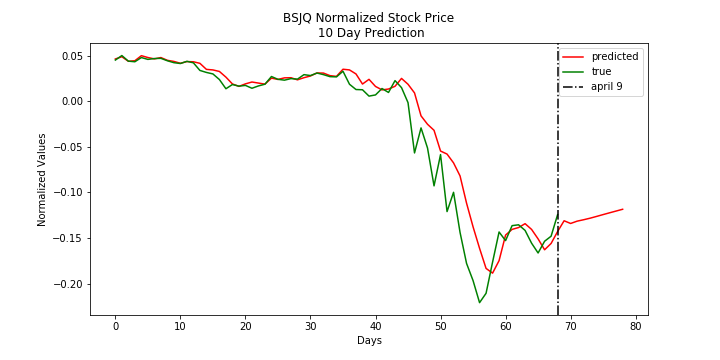 BSJQ Normalized Stock Price
10 Day Prediction
predicted
true
april 9
0.05
0.00
−0.05
−0.10
−0.15
−0.20
Normalized Values
0 10 20 30 40 50 60 70 80
Days